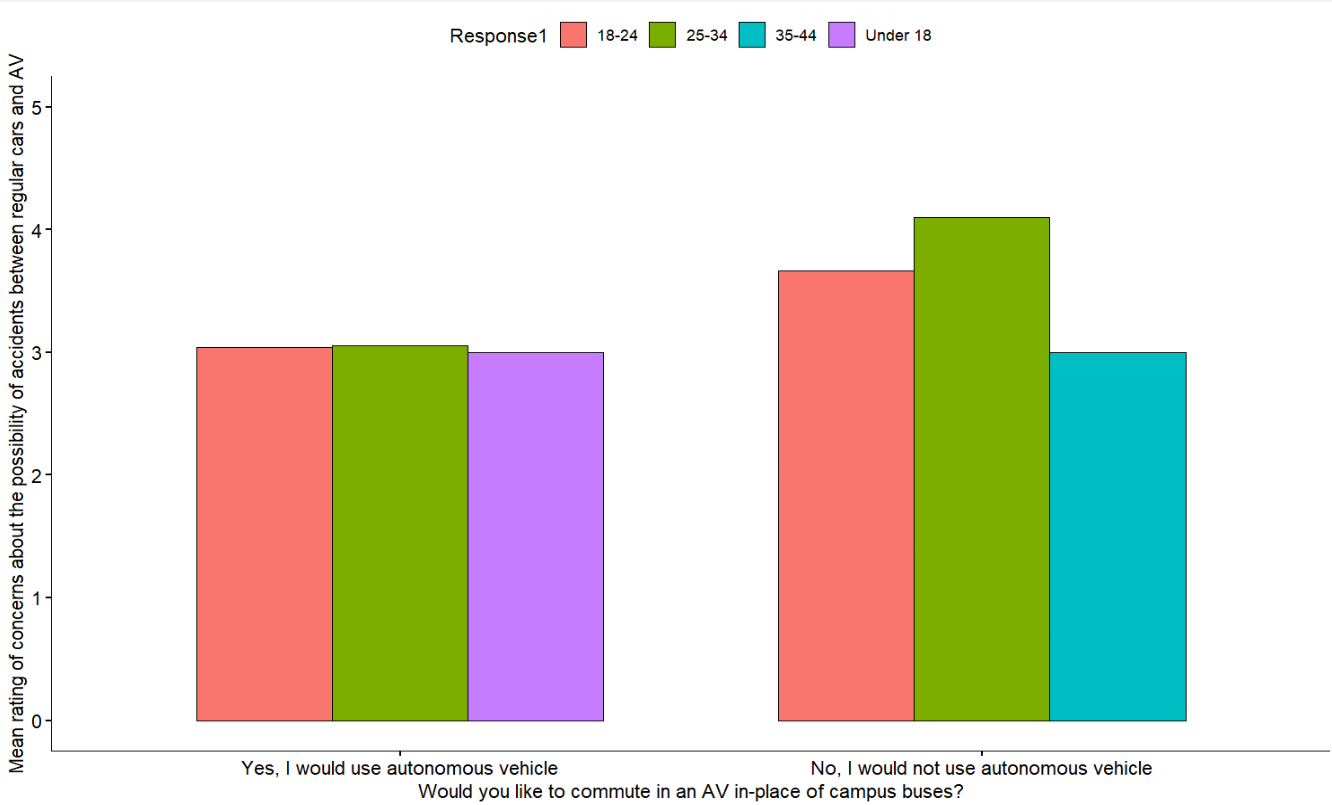 Response1 18-24 25-34 35-44 Under 18
Mean rating of concerns about the possibility of accidents between regular cars and AV
5
4
3
2
1
0
Yes, I would use autonomous vehicle No, I would not use autonomous vehicle
Would you like to commute in an AV in-place of campus buses?